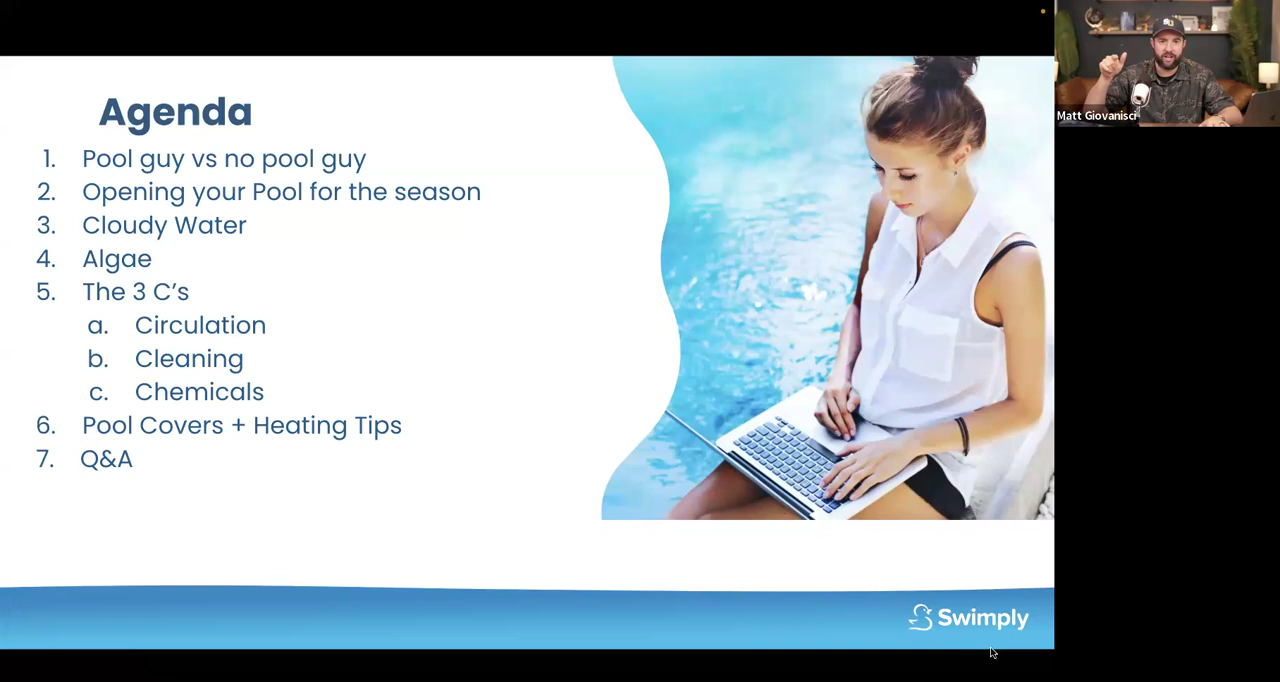 Agenda
1. Pool guy vs no pool guy
2. Opening your Pool for the season
3. Cloudy Water
4. Algae
5. The 3 C’s
a. Circulation
b. Cleaning
c. Chemicals
6. Pool Covers + Heating Tips
7. Q&A
Swimply
Matt Giovanisci